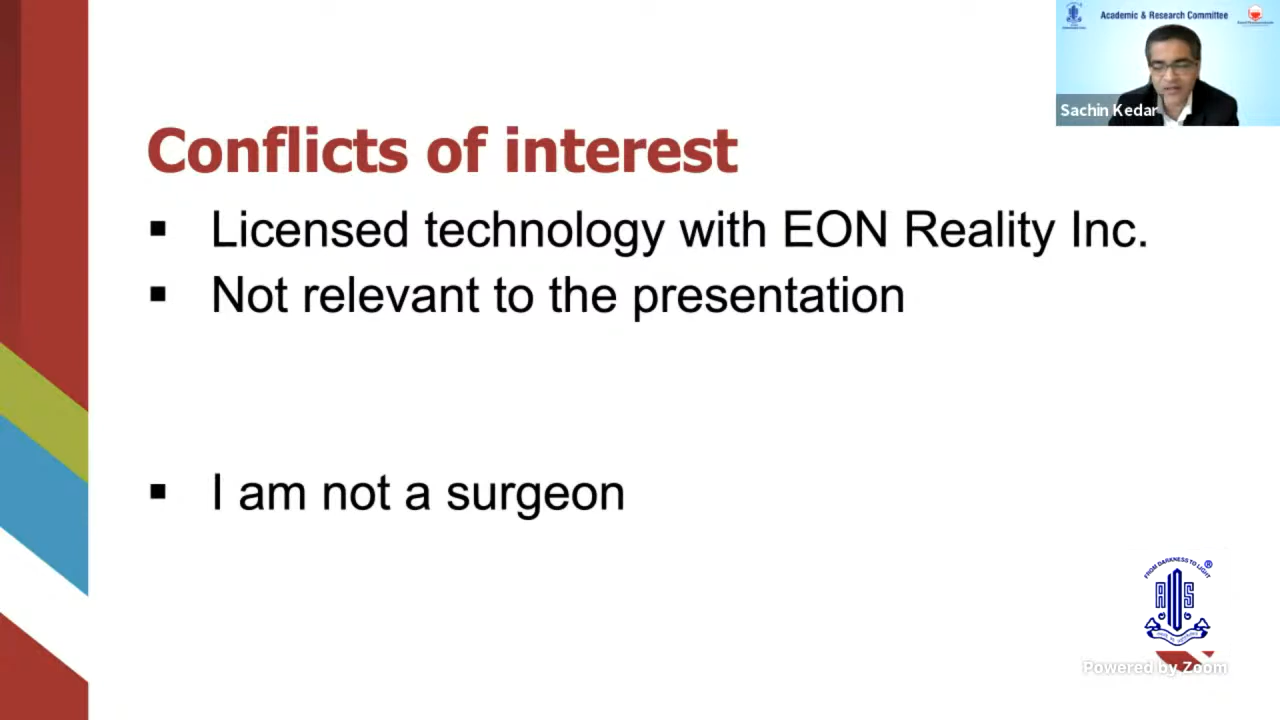 Academic & Research Committee
Sachin Kedar
Conflicts of interest
▪ Licensed technology with EON Reality Inc.
▪ Not relevant to the presentation
▪ I am not a surgeon
FROM DARKNESS TO LIGHT
®
AIOS
Powered by Zoom